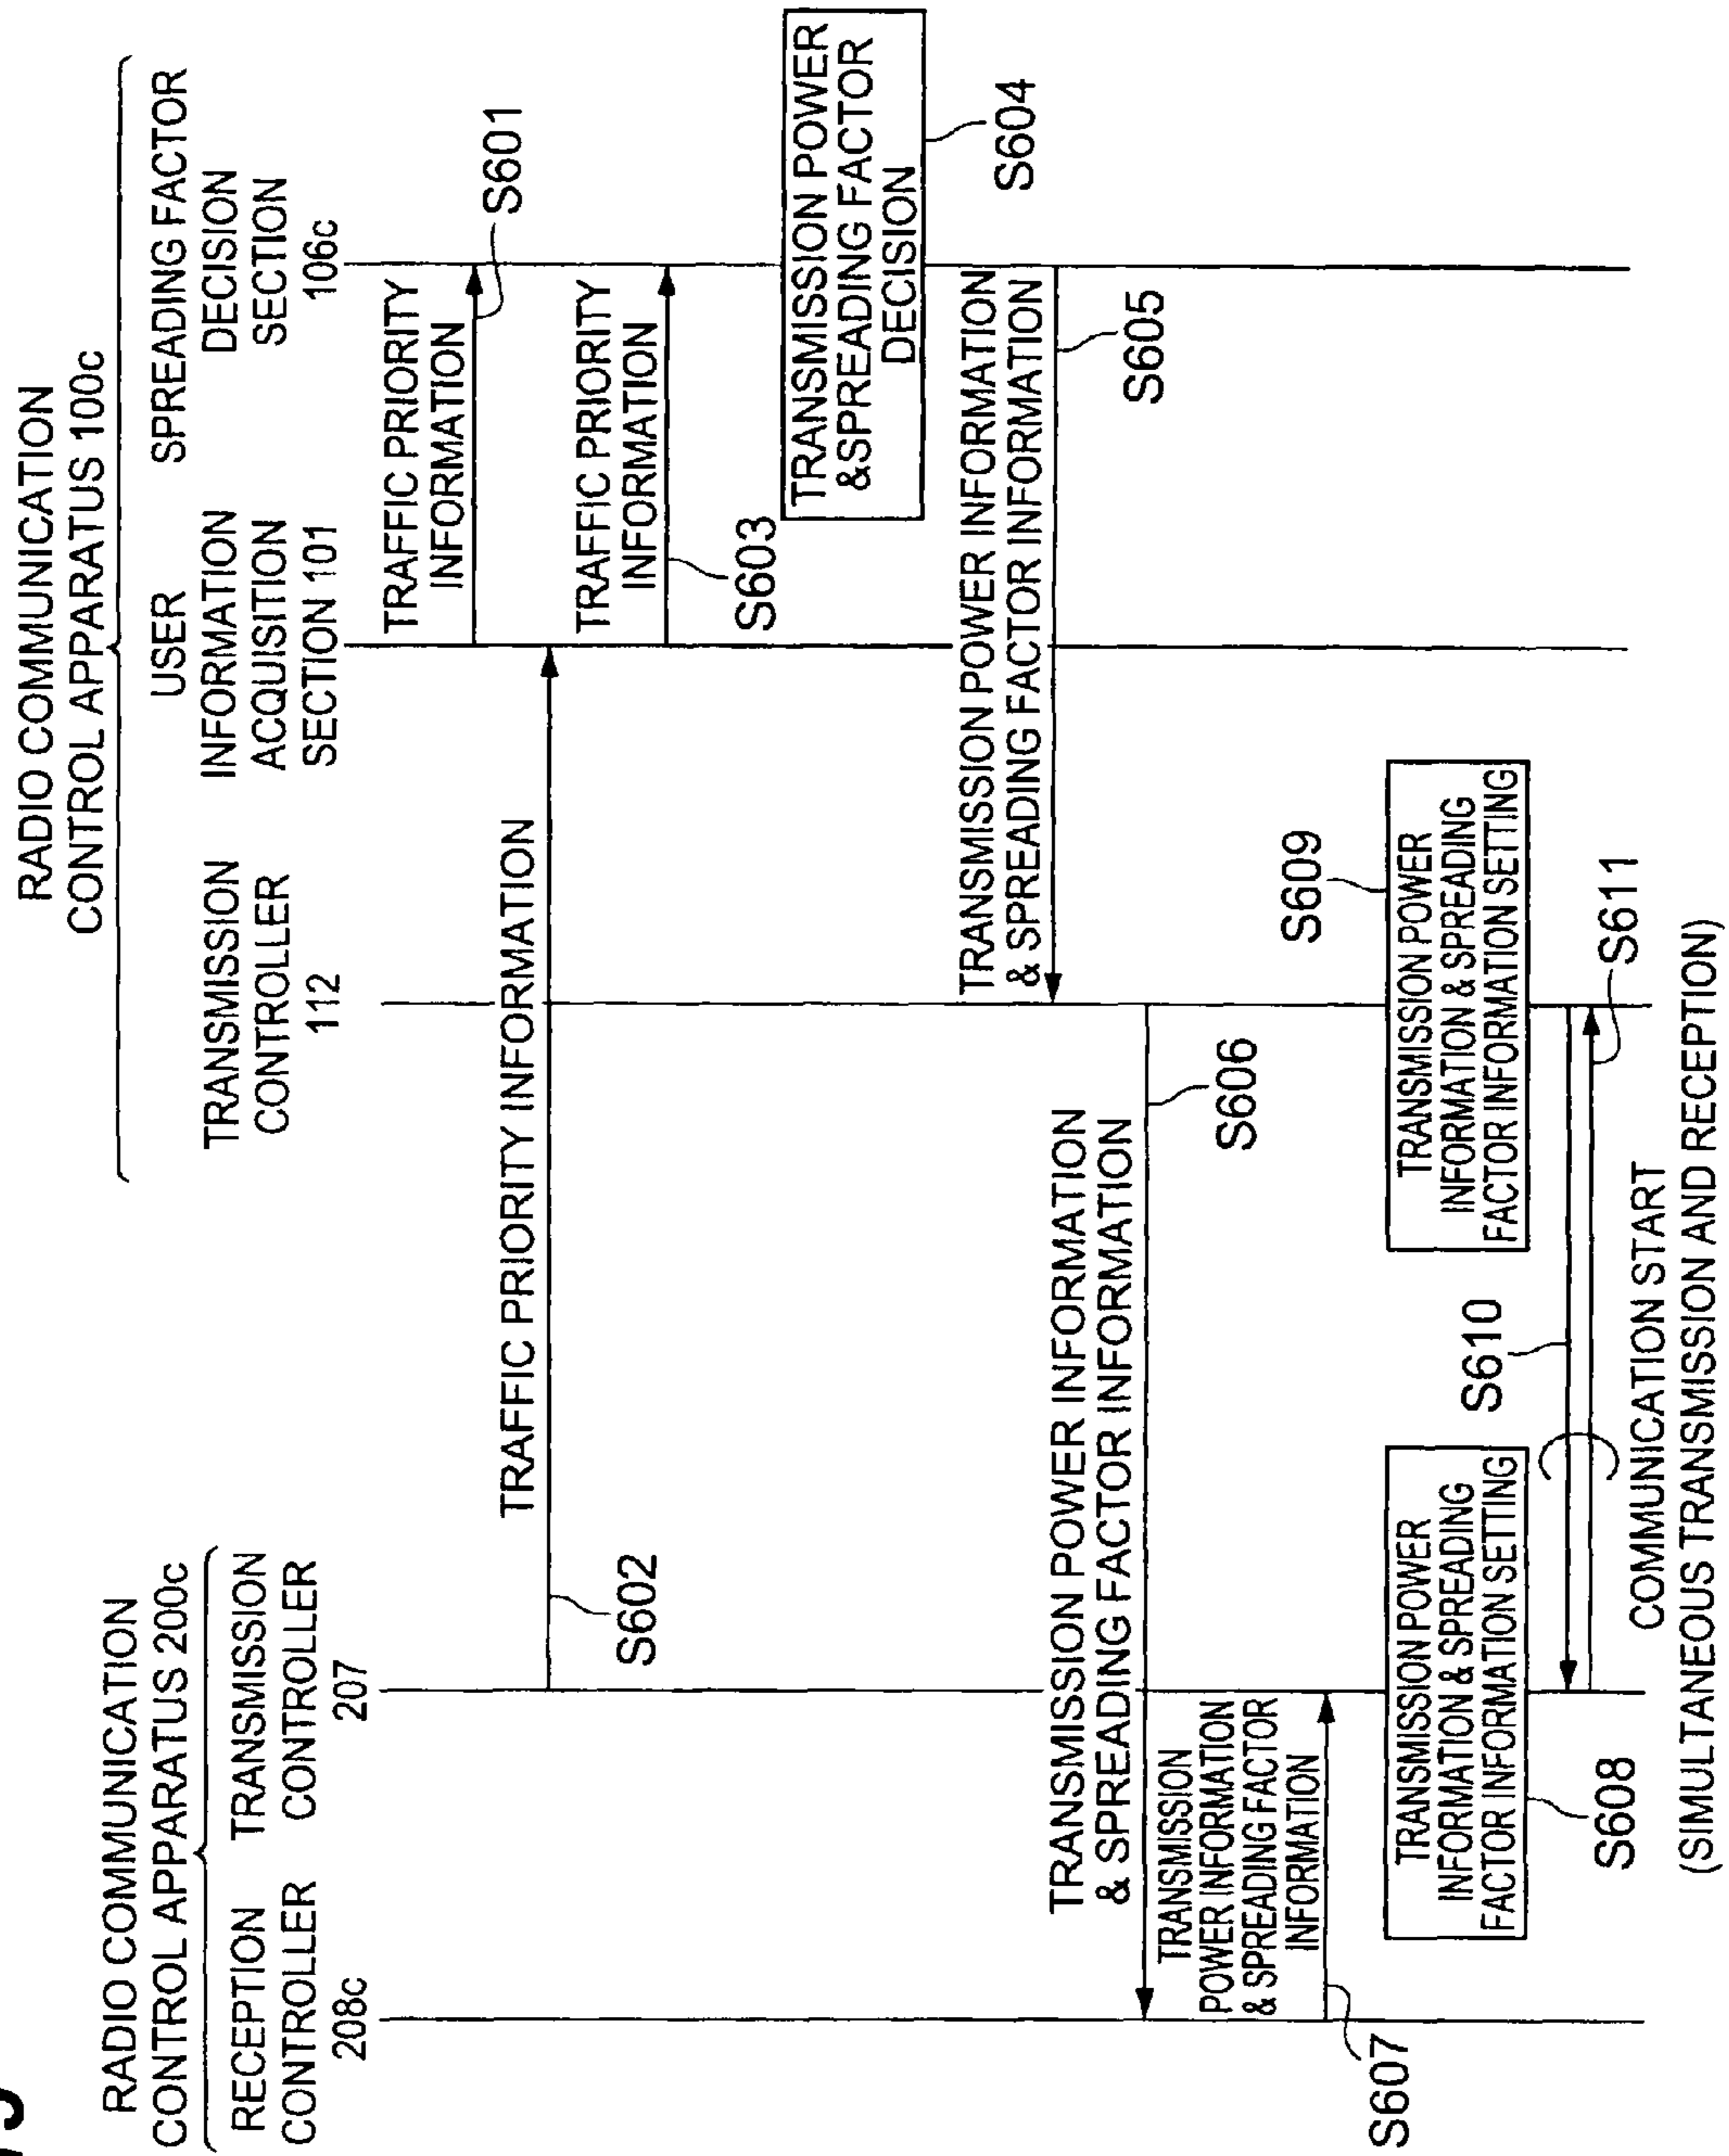 RADIO COMMUNICATION
CONTROL APPARATUS 200c
RECEPTION
CONTROLLER
208c
TRANSMISSION
CONTROLLER
207
RADIO COMMUNICATION
CONTROL APPARATUS 100c
TRANSMISSION
CONTROLLER
112
USER
INFORMATION
ACQUISITION
SECTION 101
SPREADING FACTOR
DECISION
SECTION
106c
TRAFFIC PRIORITY
INFORMATION
S601
TRAFFIC PRIORITY INFORMATION
S602
TRAFFIC PRIORITY
INFORMATION
S603
TRANSMISSION POWER
&SPREADING FACTOR
DECISION
S604
TRANSMISSION POWER INFORMATION
& SPREADING FACTOR INFORMATION
S605
TRANSMISSION POWER INFORMATION
& SPREADING FACTOR INFORMATION
S606
TRANSMISSION
POWER INFORMATION
& SPREADING FACTOR
INFORMATION
S607
TRANSMISSION POWER
INFORMATION & SPREADING
FACTOR INFORMATION SETTING
S608
TRANSMISSION POWER
INFORMATION & SPREADING
FACTOR INFORMATION SETTING
S609
S610
S611
COMMUNICATION START
(SIMULTANEOUS TRANSMISSION AND RECEPTION)